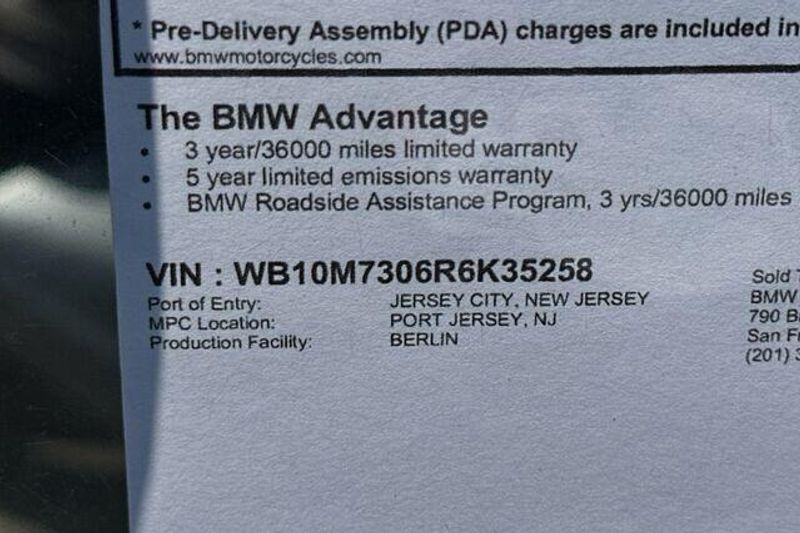 * Pre-Delivery Assembly (PDA) charges are included in
www.bmwmotorcycles.com
The BMW Advantage
• 3 year/36000 miles limited warranty
• 5 year limited emissions warranty
• BMW Roadside Assistance Program, 3 yrs/36000 miles
VIN : WB10M7306R6K35258
Port of Entry: JERSEY CITY, NEW JERSEY
MPC Location: PORT JERSEY, NJ
Production Facility: BERLIN
Sold
BMW
790
San
(201)